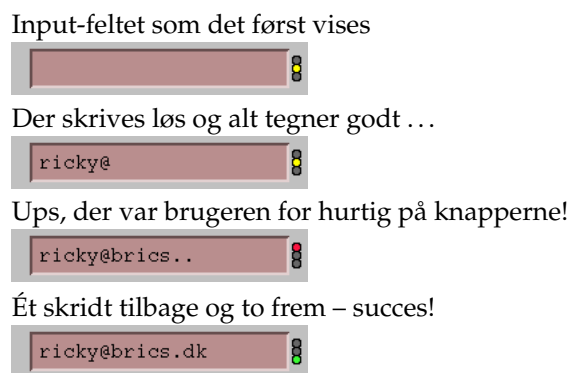 Input-feltet som det først vises
Der skrives løs og alt tegner godt ...
ricky@
Ups, der var brugeren for hurtig på knapperne!
ricky@brics..
Ét skridt tilbage og to frem – succes!
ricky@brics.dk